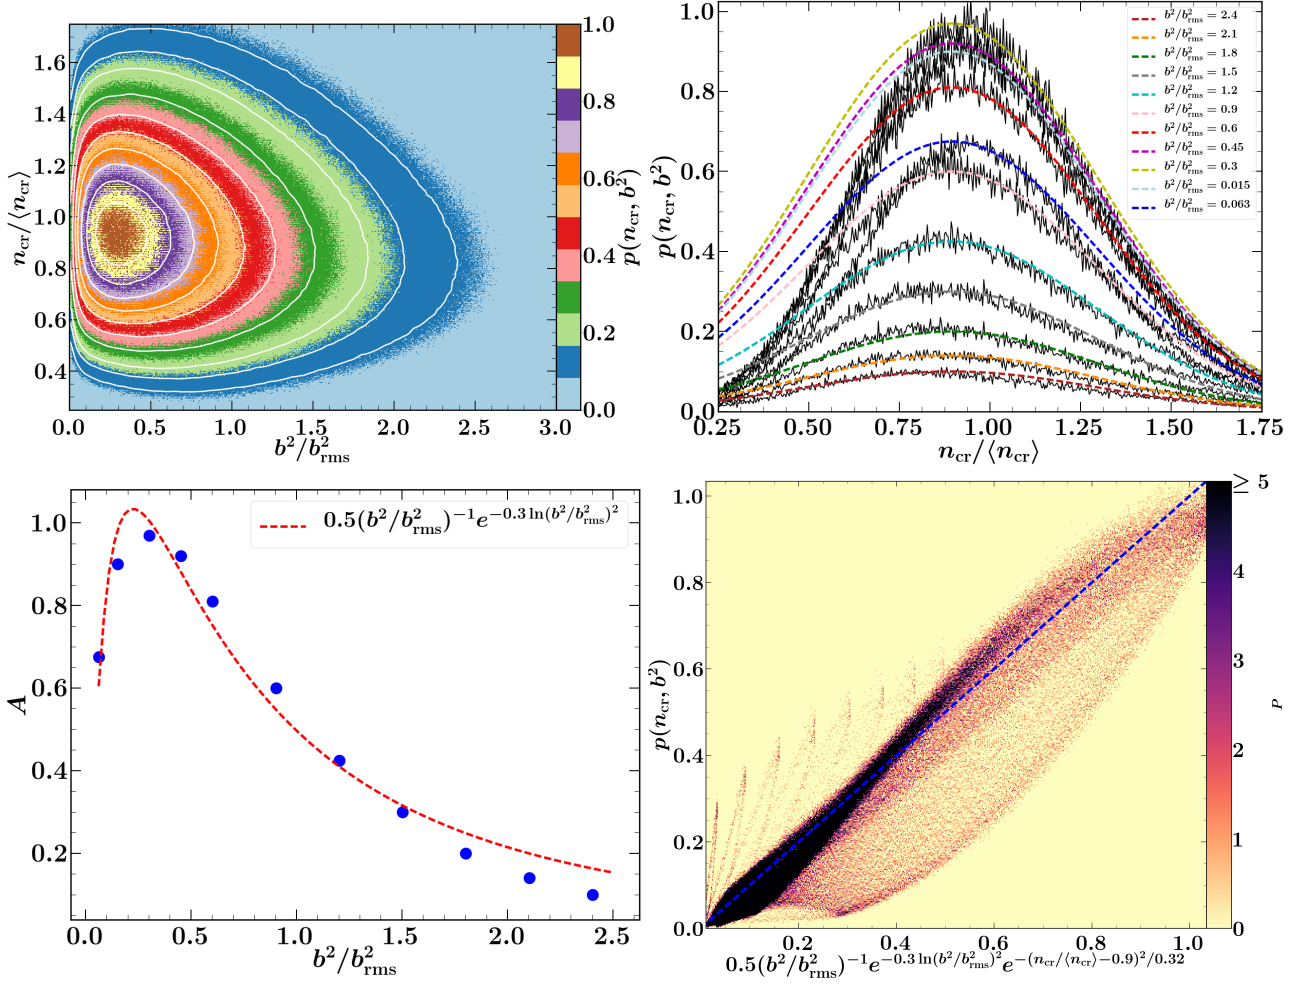 1.6
1.4
1.2
1.0
0.8
0.6
0.4
n_cr/⟨n_cr⟩
0.0 0.5 1.0 1.5 2.0 2.5 3.0
b²/b²_rms
1.0
0.8
0.6
0.4
0.2
0.0
p(n_cr, b²)
1.0
0.8
0.6
0.4
0.2
0.0
p(n_cr, b²)
0.25 0.50 0.75 1.00 1.25 1.50 1.75
n_cr/⟨n_cr⟩
b²/b²_rms = 2.4
b²/b²_rms = 2.1
b²/b²_rms = 1.8
b²/b²_rms = 1.5
b²/b²_rms = 1.2
b²/b²_rms = 0.9
b²/b²_rms = 0.6
b²/b²_rms = 0.45
b²/b²_rms = 0.3
b²/b²_rms = 0.015
b²/b²_rms = 0.063
1.0
0.8
0.6
0.4
0.2
A
0.0 0.5 1.0 1.5 2.0 2.5
b²/b²_rms
0.5(b²/b²_rms)^{-1}e^{-0.3 ln(b²/b²_rms)²}
1.0
0.8
0.6
0.4
0.2
0.0
p(n_cr, b²)
0.2 0.4 0.6 0.8 1.0
0.5(b²/b²_rms)^{-1}e^{-0.3 ln(b²/b²_rms)²}e^{-(n_cr/⟨n_cr⟩-0.9)²/0.32}
≥ 5
4
3
2
1
0
P